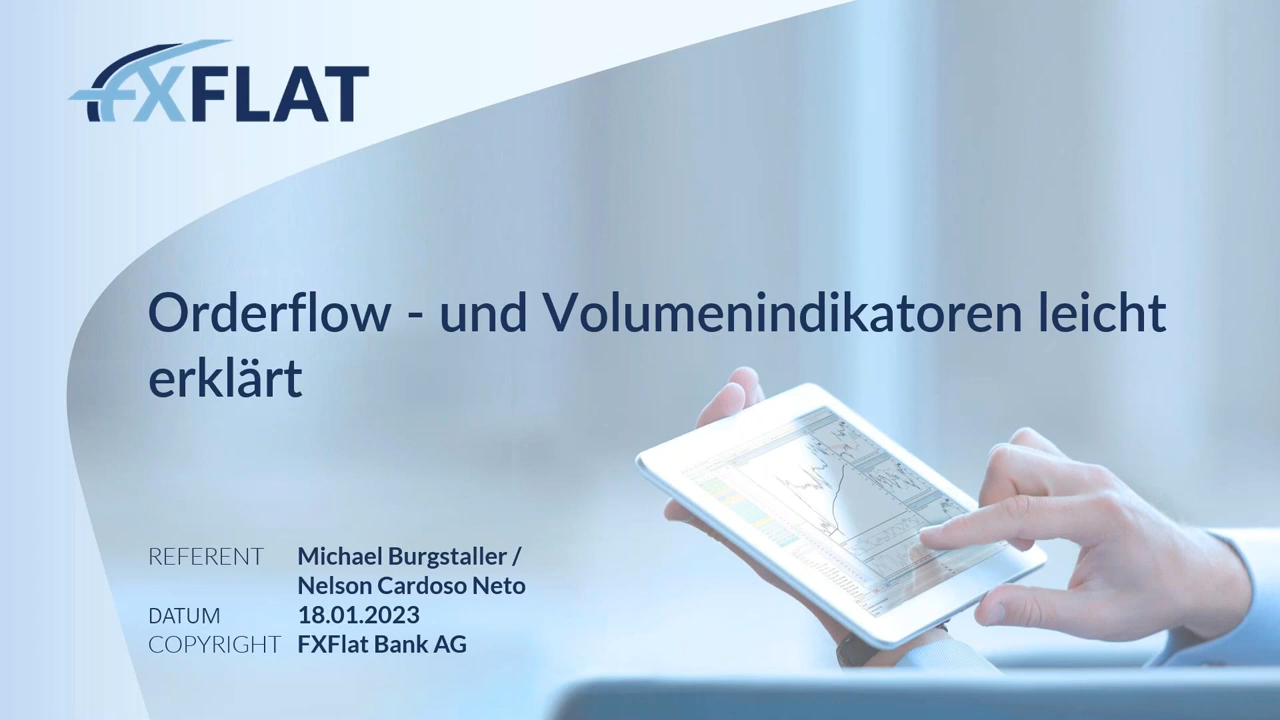 FXFLAT
Orderflow - und Volumenindikatoren leicht
erklärt
REFERENT Michael Burgstaller /
Nelson Cardoso Neto
DATUM 18.01.2023
COPYRIGHT FXFlat Bank AG